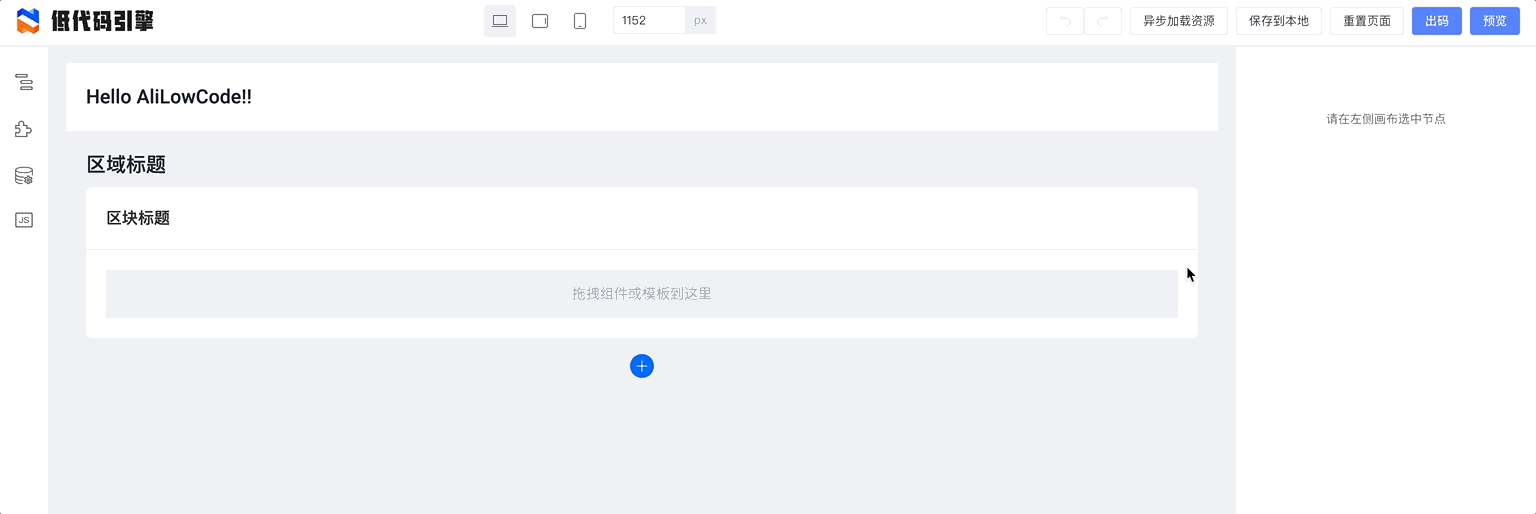 低代码引擎
1152 px
异步加载资源 保存到本地 重置页面 出码 预览
Hello AliLowCode!!
请在左侧画布选中节点
区域标题
区块标题
JS
拖拽组件或模板到这里